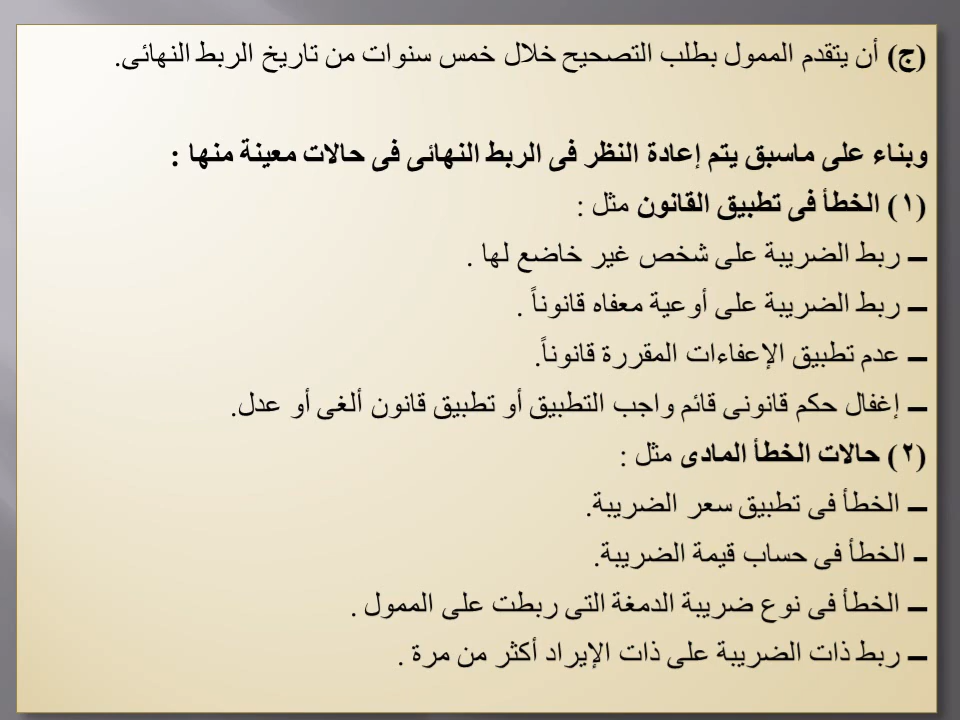 (ج) أن يتقدم الممول بطلب التصحيح خلال خمس سنوات من تاريخ الربط النهائى.
وبناء على ماسبق يتم إعادة النظر فى الربط النهائى فى حالات معينة منها :
(١) الخطأ فى تطبيق القانون مثل :
– ربط الضريبة على شخص غير خاضع لها .
– ربط الضريبة على أوعية معفاه قانوناً .
– عدم تطبيق الإعفاءات المقررة قانوناً.
– إغفال حكم قانونى قائم واجب التطبيق أو تطبيق قانون ألغى أو عدل.
(٢) حالات الخطأ المادى مثل :
– الخطأ فى تطبيق سعر الضريبة.
– الخطأ فى حساب قيمة الضريبة.
– الخطأ فى نوع ضريبة الدمغة التى ربطت على الممول .
– ربط ذات الضريبة على ذات الإيراد أكثر من مرة .